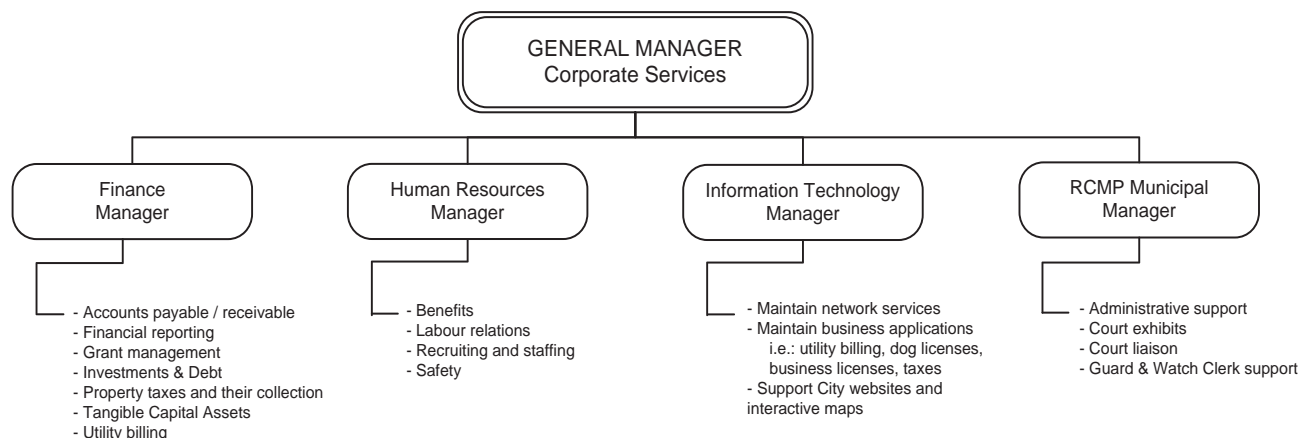 GENERAL MANAGER
Corporate Services
Finance
Manager
- Accounts payable / receivable
- Financial reporting
- Grant management
- Investments & Debt
- Property taxes and their collection
- Tangible Capital Assets
- Utility billing
Human Resources
Manager
- Benefits
- Labour relations
- Recruiting and staffing
- Safety
Information Technology
Manager
- Maintain network services
- Maintain business applications
i.e.: utility billing, dog licenses,
business licenses, taxes
- Support City websites and
interactive maps
RCMP Municipal
Manager
- Administrative support
- Court exhibits
- Court liaison
- Guard & Watch Clerk support